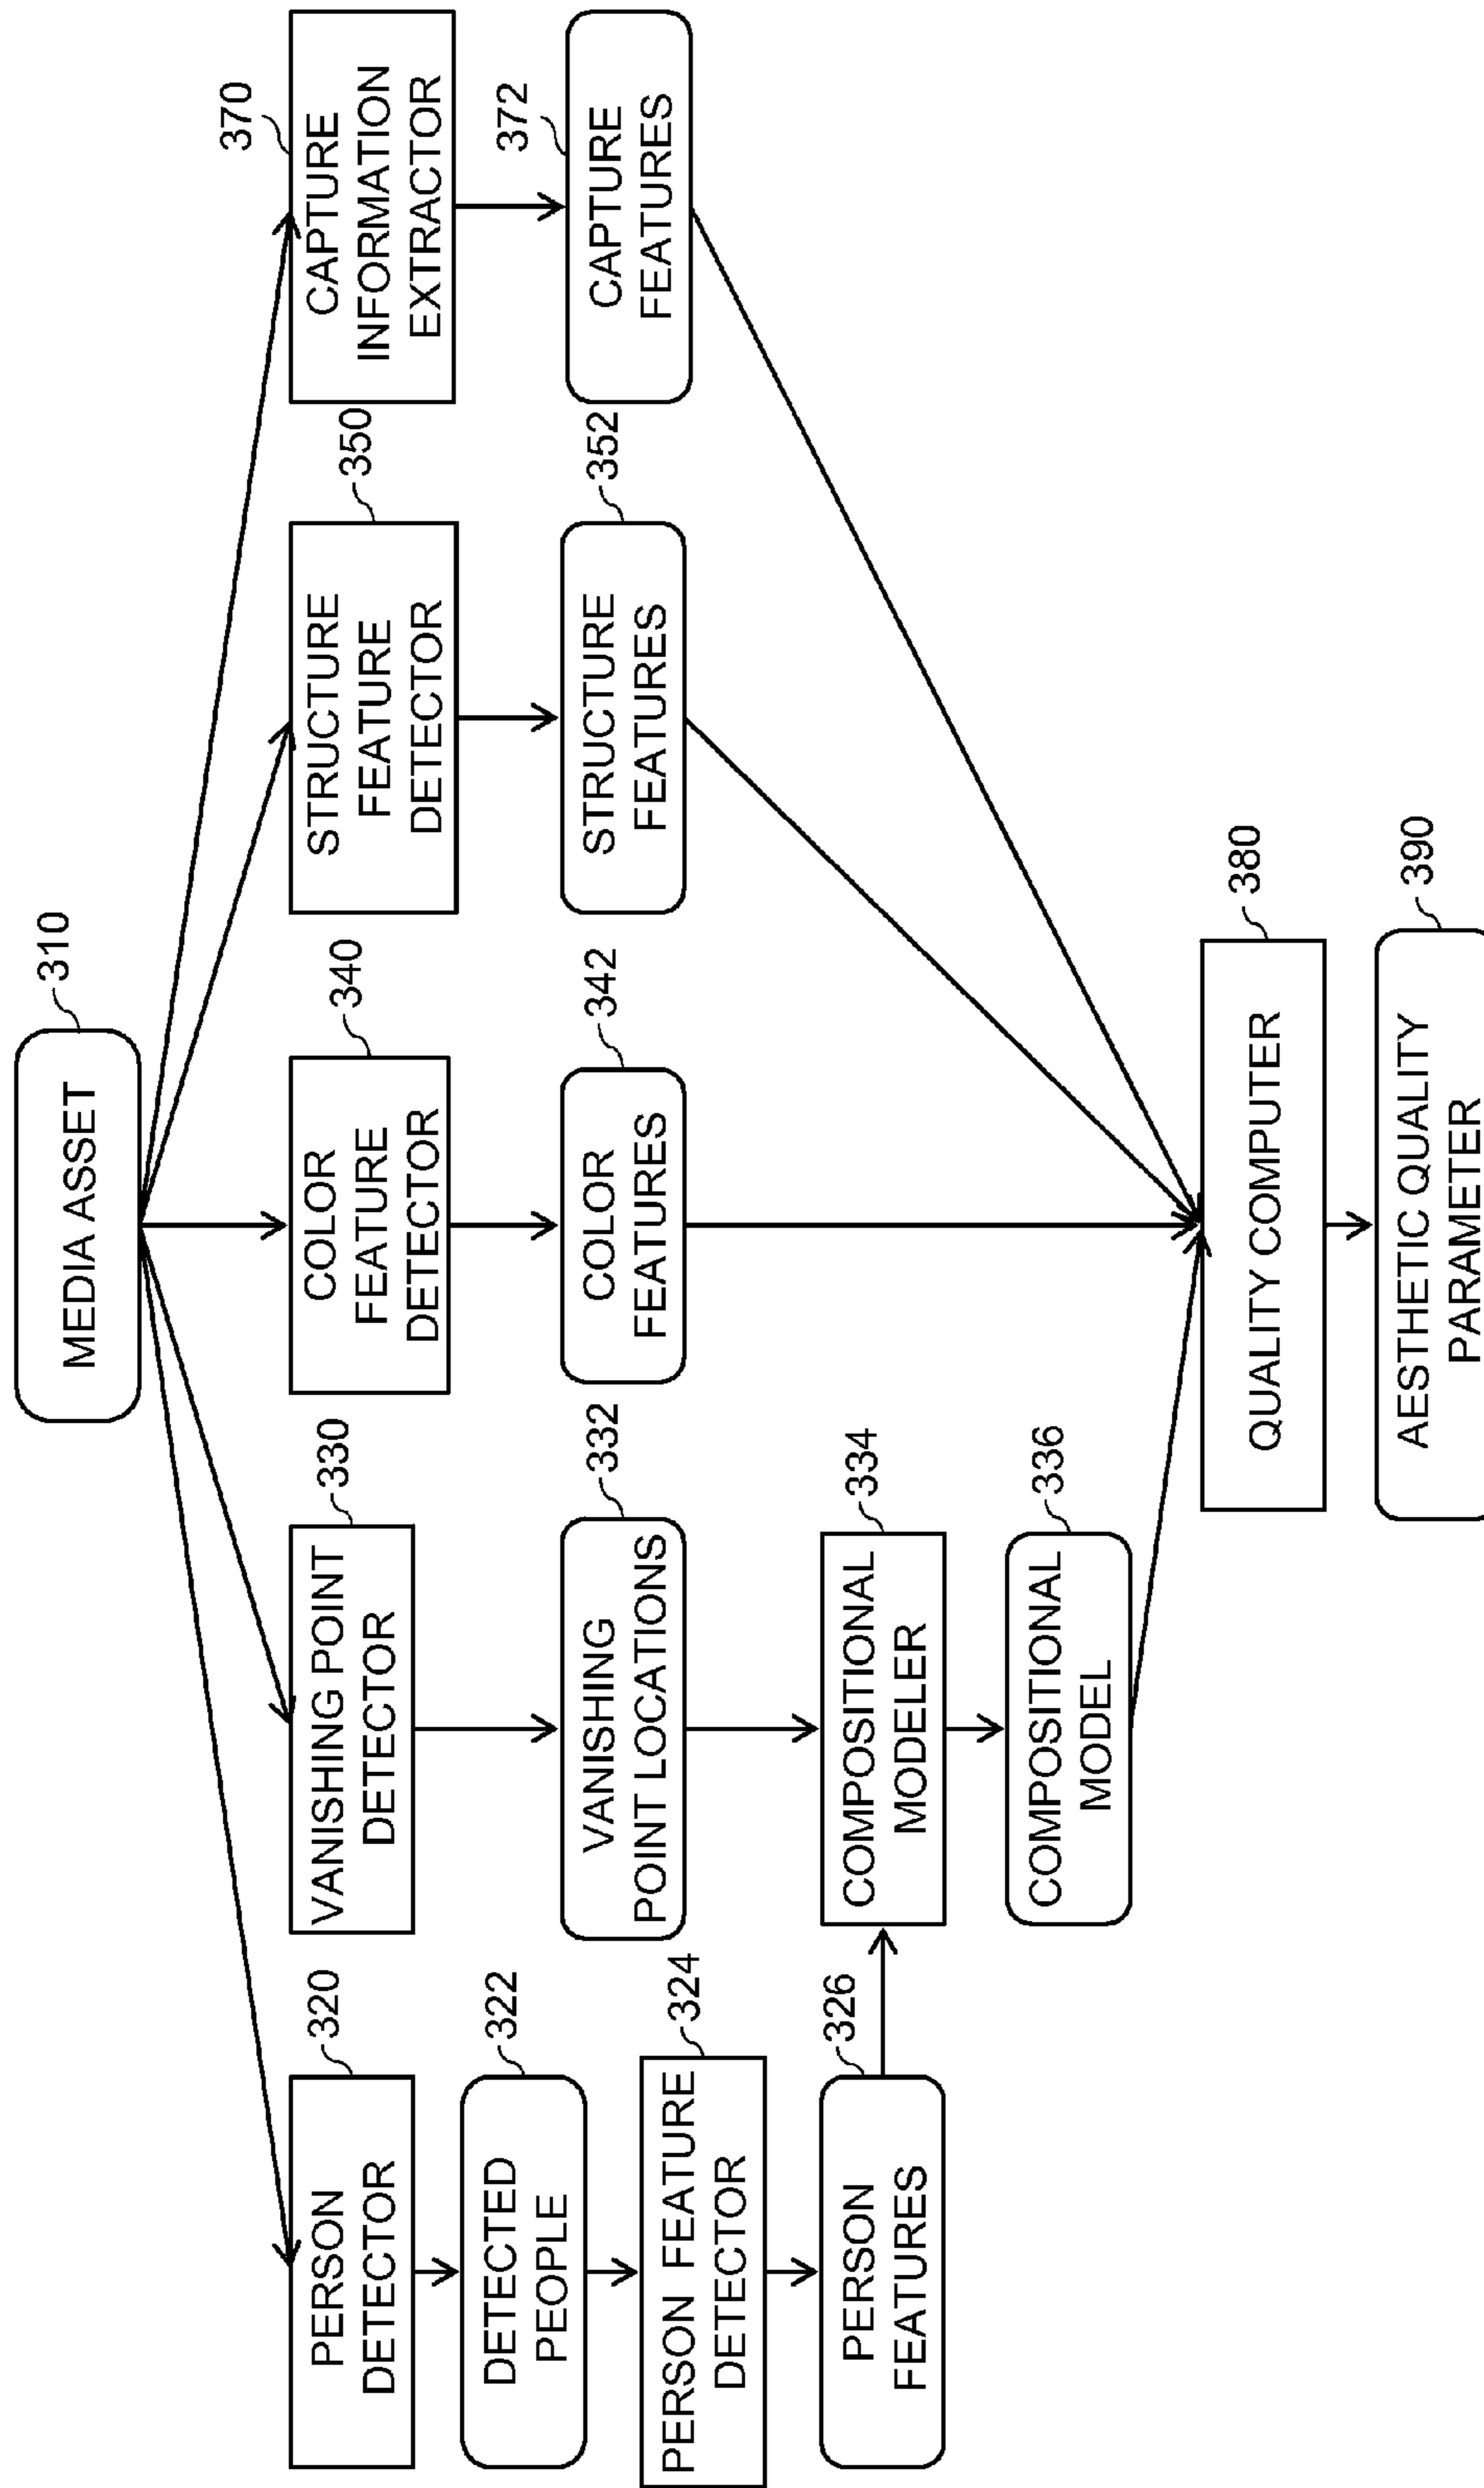 MEDIA ASSET
310
PERSON
DETECTOR
320
DETECTED
PEOPLE
322
PERSON FEATURE
DETECTOR
324
PERSON
FEATURES
326
VANISHING POINT
DETECTOR
330
VANISHING
POINT LOCATIONS
332
COMPOSITIONAL
MODELER
334
COMPOSITIONAL
MODEL
336
COLOR
FEATURE
DETECTOR
340
COLOR
FEATURES
342
STRUCTURE
FEATURE
DETECTOR
350
STRUCTURE
FEATURES
352
CAPTURE
INFORMATION
EXTRACTOR
370
CAPTURE
FEATURES
372
QUALITY COMPUTER
380
AESTHETIC QUALITY
PARAMETER
390